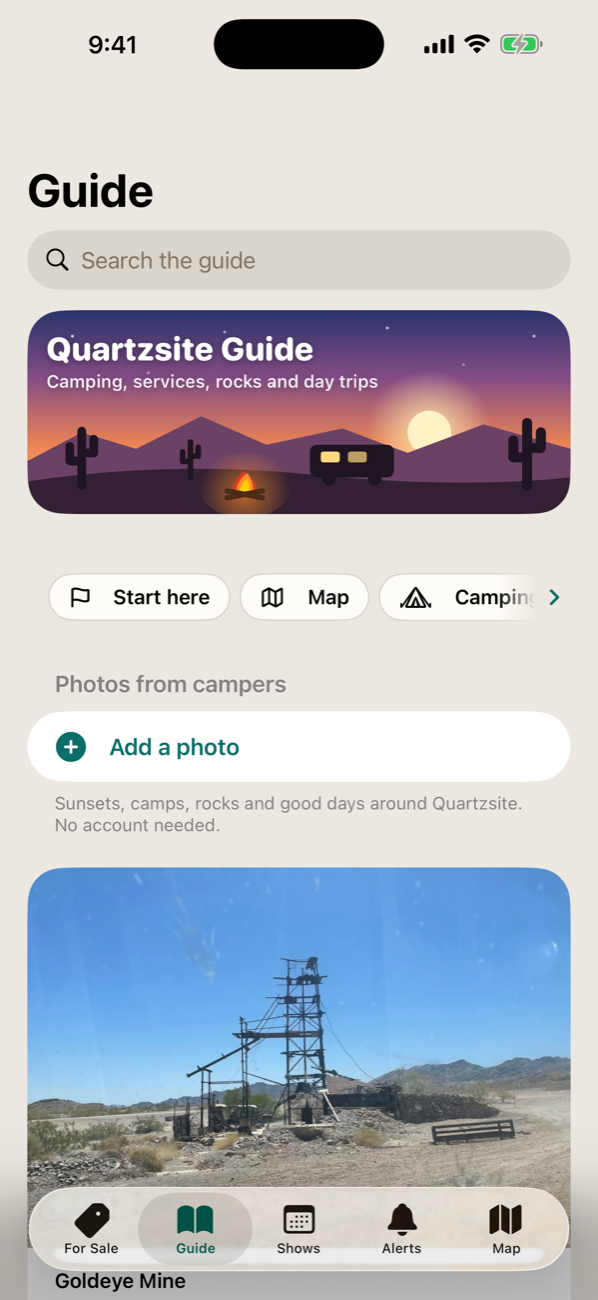 9:41
Guide
Search the guide
Quartzsite Guide
Camping, services, rocks and day trips
Start here
Map
Camping
Photos from campers
Add a photo
Sunsets, camps, rocks and good days around Quartzsite.
No account needed.
For Sale
Guide
Shows
Alerts
Map
Goldeye Mine